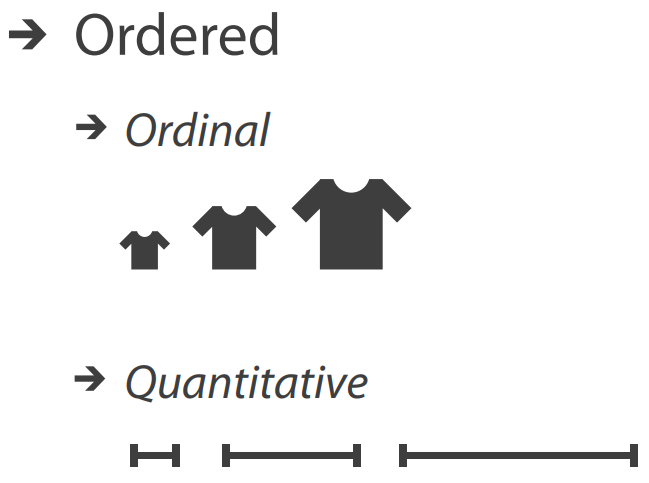 ➔ Ordered
➔ Ordinal
➔ Quantitative